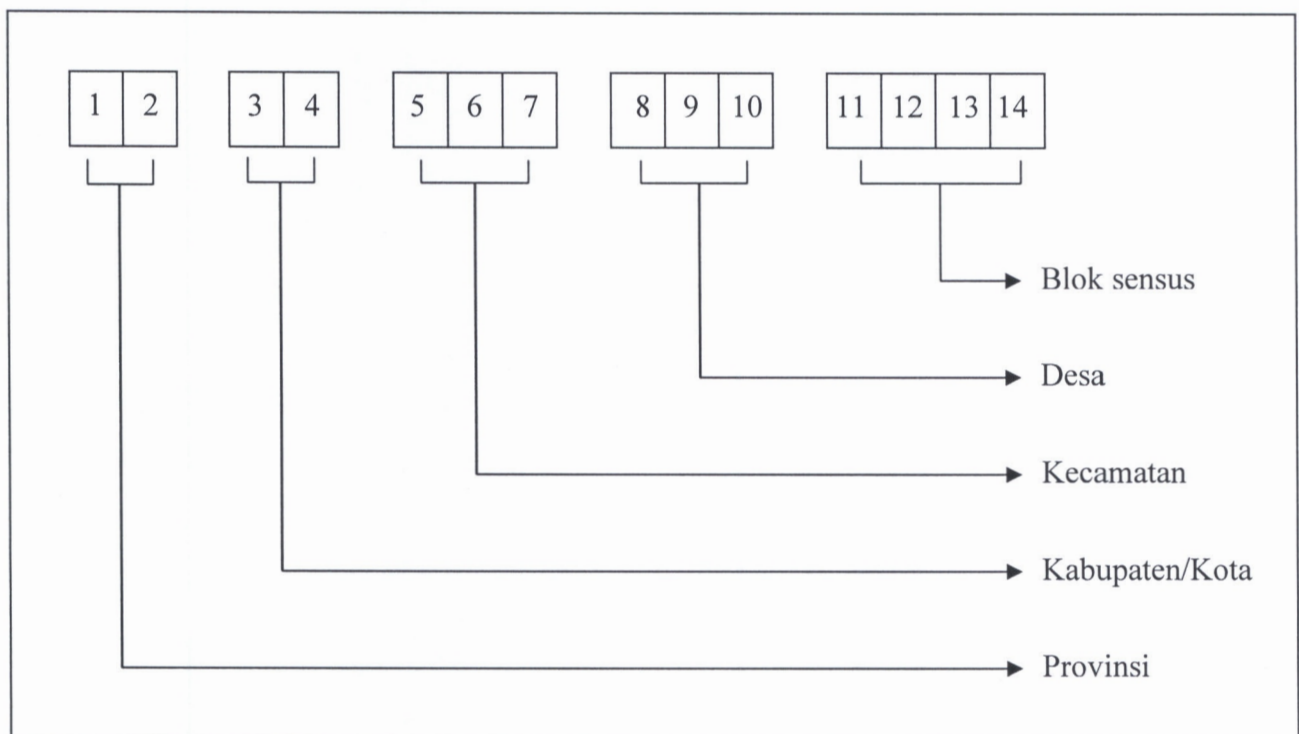 1 2 3 4 5 6 7 8 9 10 11 12 13 14
Blok sensus
Desa
Kecamatan
Kabupaten/Kota
Provinsi